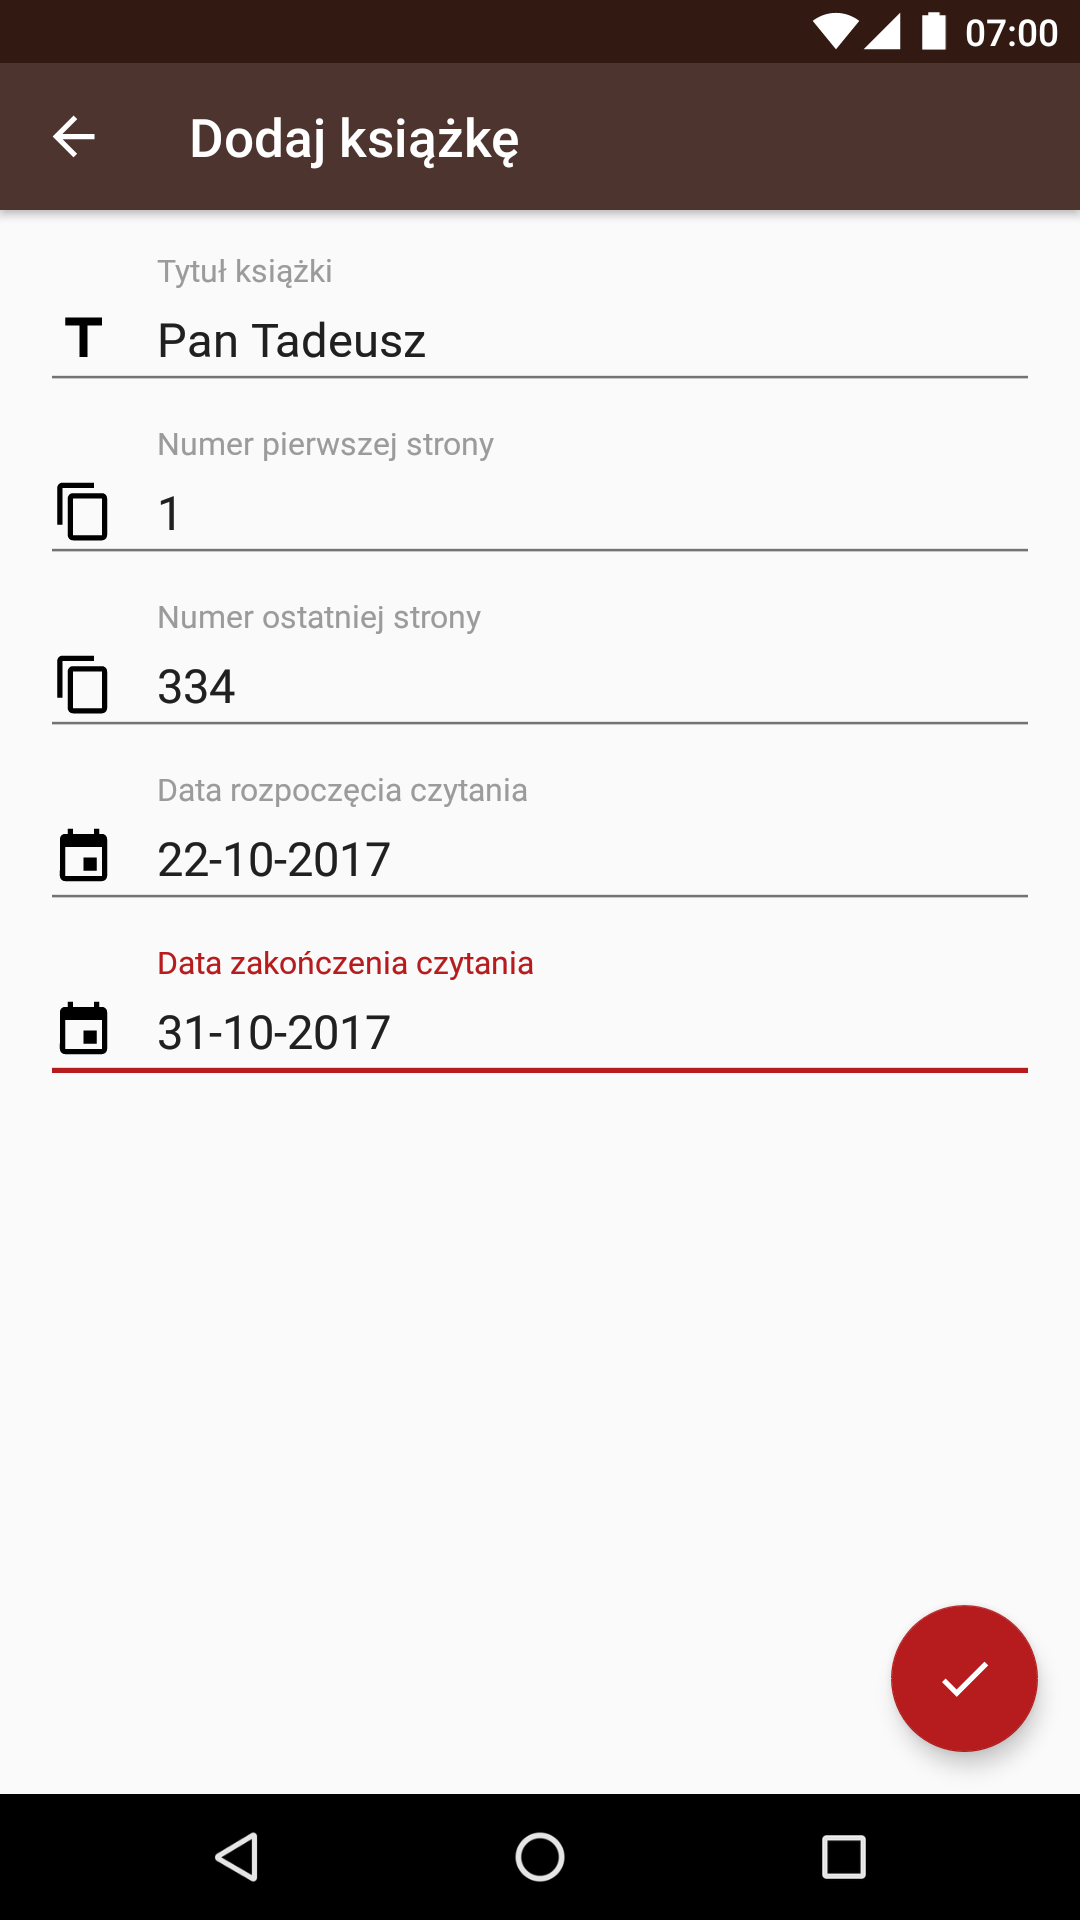 07:00
Dodaj książkę
Tytuł książki
Pan Tadeusz
Numer pierwszej strony
1
Numer ostatniej strony
334
Data rozpoczęcia czytania
22-10-2017
Data zakończenia czytania
31-10-2017